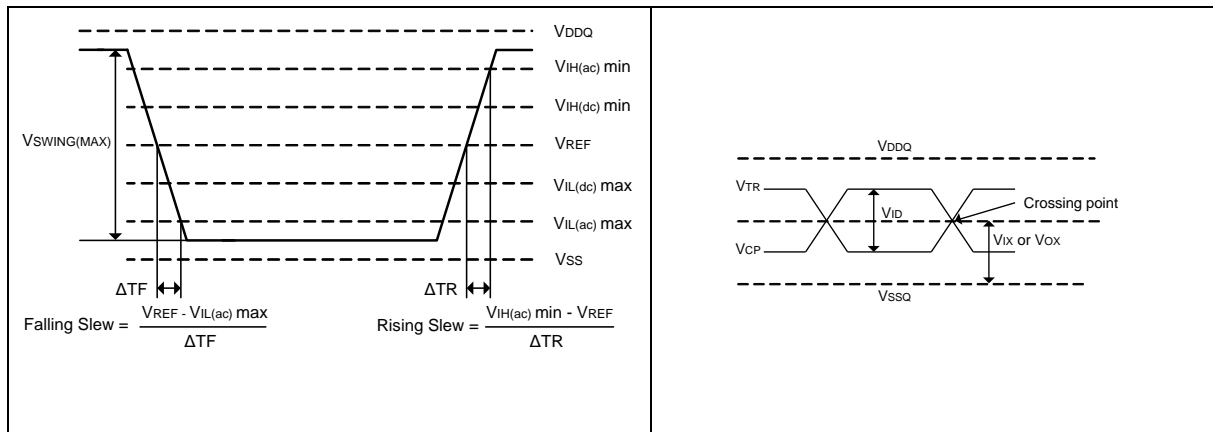 VDDQ
VIH(ac) min
VIH(dc) min
VSWING(MAX)
VREF
VIL(dc) max
VIL(ac) max
VSS
ΔTF
ΔTR
Falling Slew = VREF - VIL(ac) max
ΔTF
Rising Slew = VIH(ac) min - VREF
ΔTR
VDDQ
VTR
VID
Crossing point
VIX or VOX
VCP
VSSQ